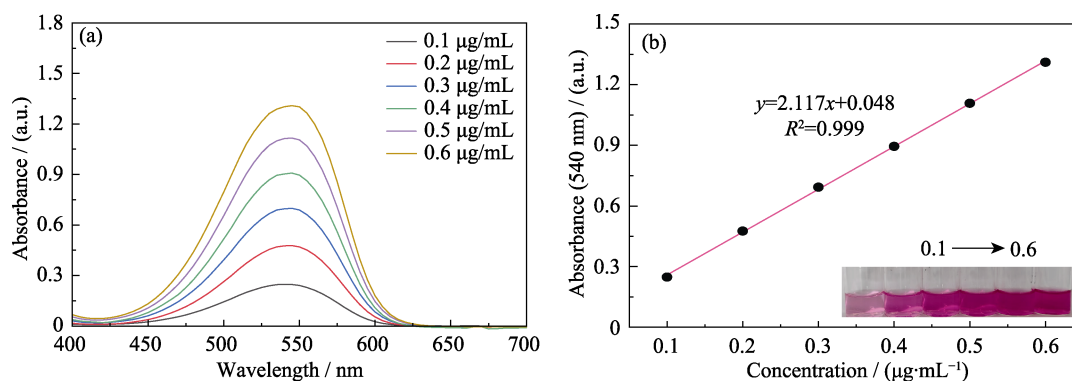 (a)
1.8
1.5
1.2
0.9
0.6
0.3
0
Absorbance / (a.u.)
0.1 μg/mL
0.2 μg/mL
0.3 μg/mL
0.4 μg/mL
0.5 μg/mL
0.6 μg/mL
400 450 500 550 600 650 700
Wavelength / nm
(b)
1.5
1.2
0.9
0.6
0.3
Absorbance (540 nm) / (a.u.)
y=2.117x+0.048
R²=0.999
0.1 → 0.6
0.1 0.2 0.3 0.4 0.5 0.6
Concentration / (μg·mL⁻¹)